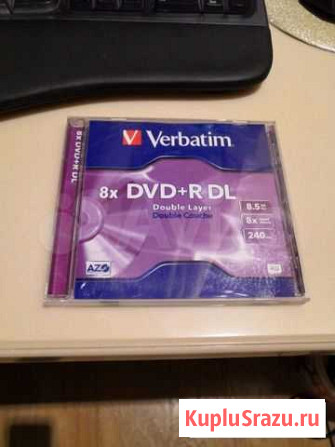 8x DVD+R DL
Verbatim
8x DVD+R DL
Double Layer
Double Couche
8.5
8x
240
AZO
KupluSrazu.ru